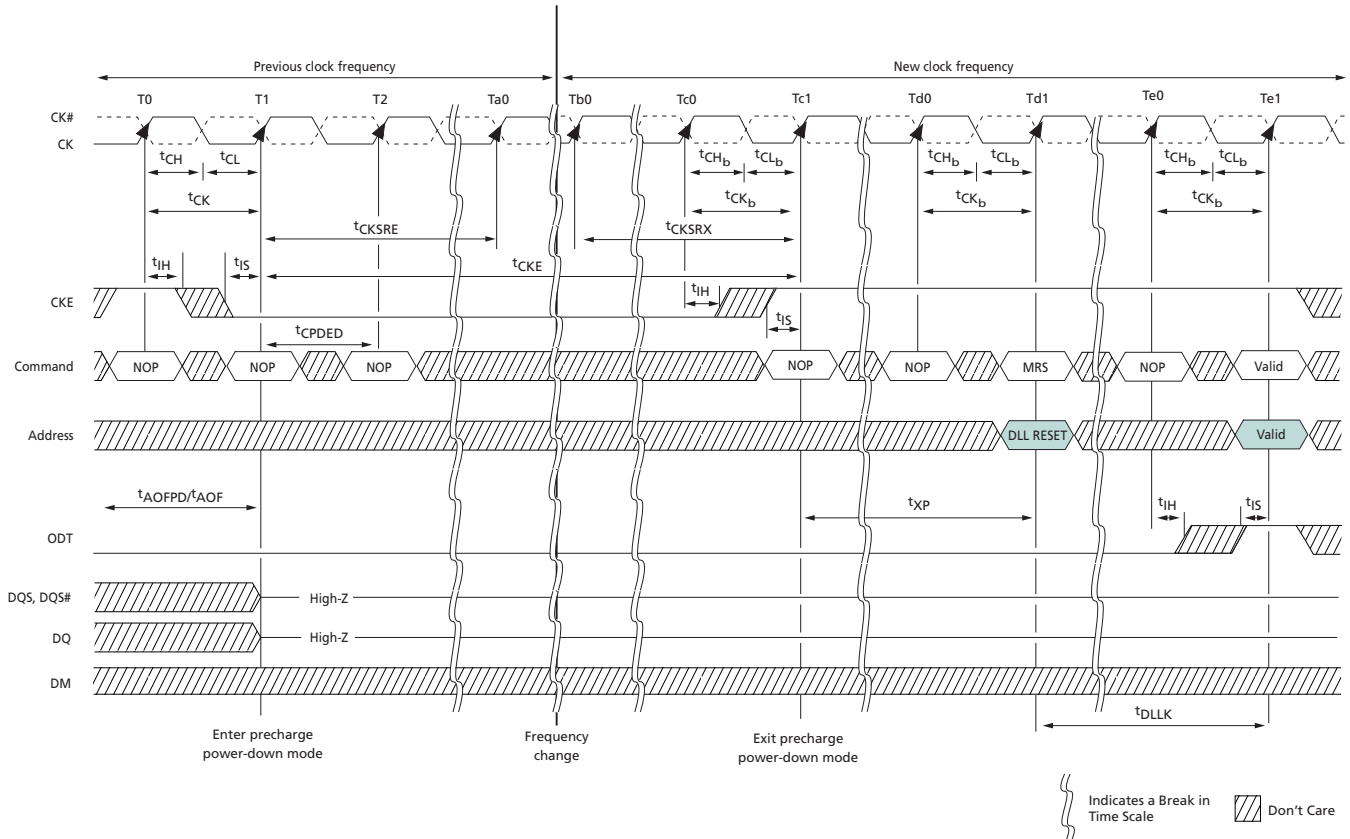 Previous clock frequency New clock frequency
T0 T1 T2 Ta0 Tb0 Tc0 Tc1 Td0 Td1 Te0 Te1
CK#
CK
tCH tCL tCHb tCLb tCHb tCLb tCHb tCLb
tCK tCKb tCKb tCKb
tCKSRE tCKSRX
tIH tIS tCKE
CKE tIH
tCPDED tIS
Command NOP NOP NOP NOP NOP MRS NOP Valid
Address DLL RESET Valid
tAOFPD/tAOF tXP tIH tIS
ODT
DQS, DQS# High-Z
DQ High-Z
DM
tDLLK
Enter precharge
power-down mode
Frequency
change
Exit precharge
power-down mode
Indicates a Break in
Time Scale
Don't Care